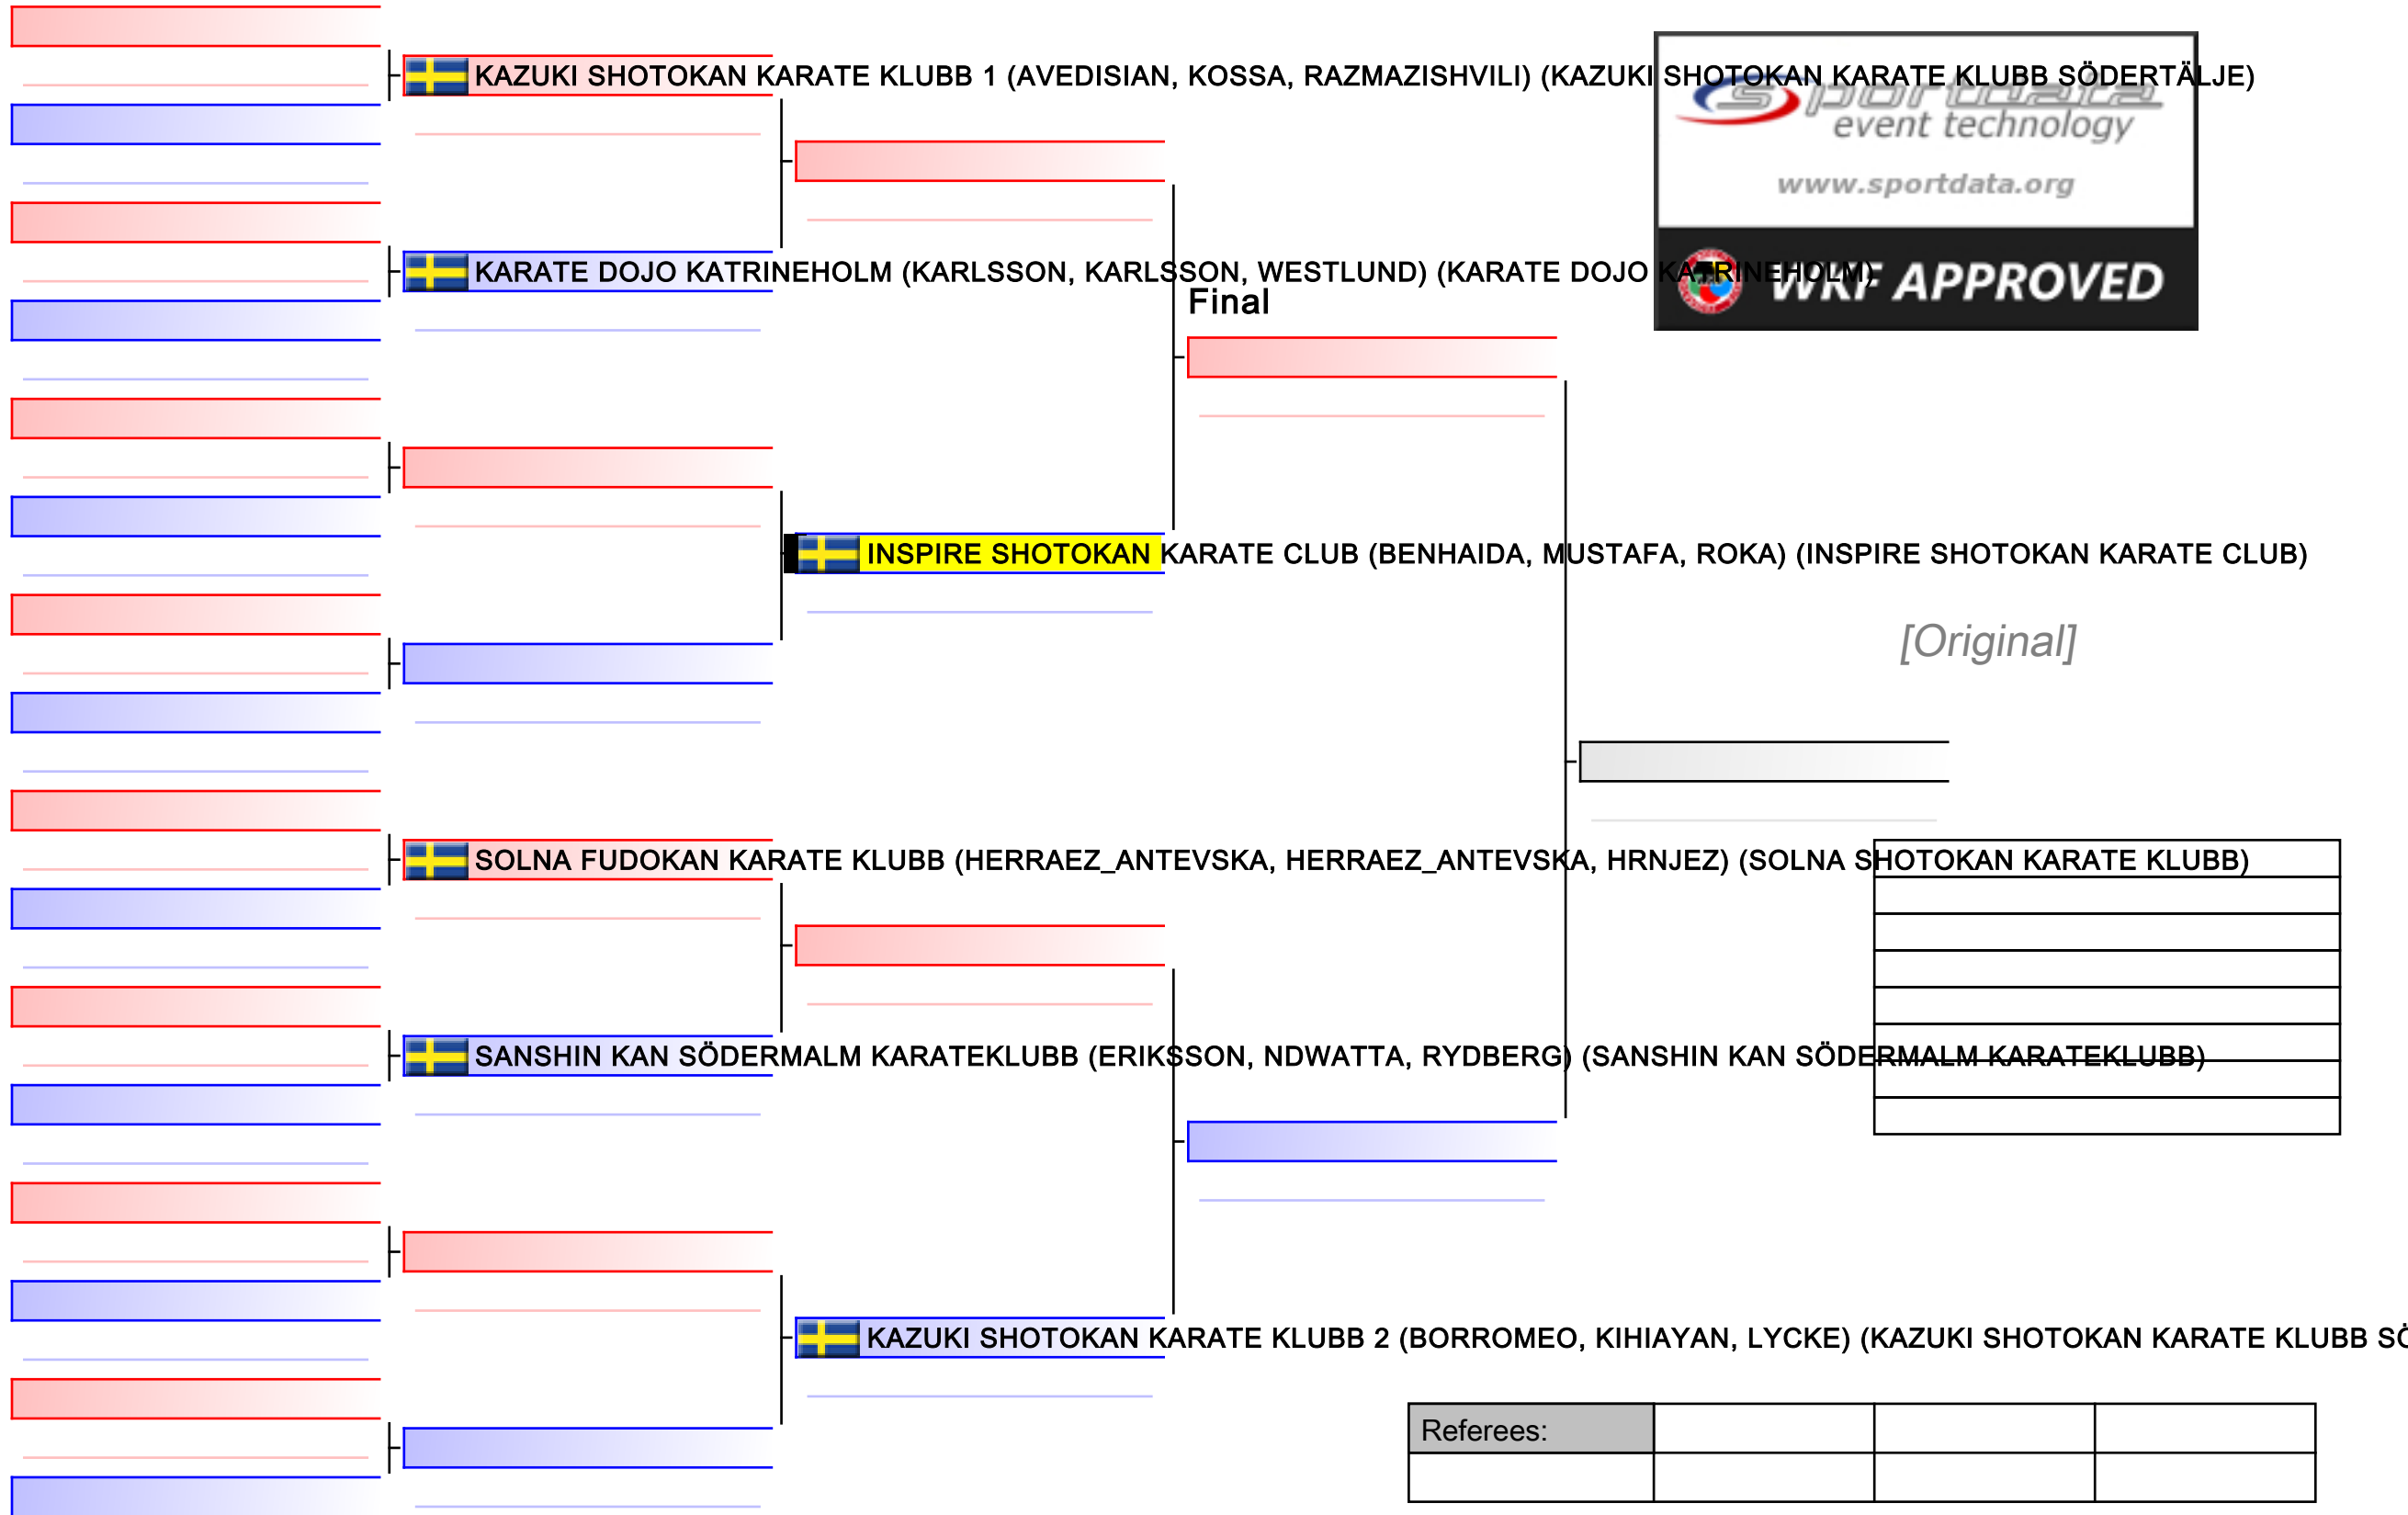 KAZUKI SHOTOKAN KARATE KLUBB 1 (AVEDISIAN, KOSSA, RAZMAZISHVILI) (KAZUKI SHOTOKAN KARATE KLUBB SÖDERTÄLJE)
sportdata
event technology
www.sportdata.org
KARATE DOJO KATRINEHOLM (KARLSSON, KARLSSON, WESTLUND) (KARATE DOJO KATRINEHOLM)
WKF APPROVED
Final
INSPIRE SHOTOKAN KARATE CLUB (BENHAIDA, MUSTAFA, ROKA) (INSPIRE SHOTOKAN KARATE CLUB)
[Original]
SOLNA FUDOKAN KARATE KLUBB (HERRAEZ_ANTEVSKA, HERRAEZ_ANTEVSKA, HRNJEZ) (SOLNA SHOTOKAN KARATE KLUBB)
SANSHIN KAN SÖDERMALM KARATEKLUBB (ERIKSSON, NDWATTA, RYDBERG) (SANSHIN KAN SÖDERMALM KARATEKLUBB)
KAZUKI SHOTOKAN KARATE KLUBB 2 (BORROMEO, KIHIAYAN, LYCKE) (KAZUKI SHOTOKAN KARATE KLUBB
Referees: